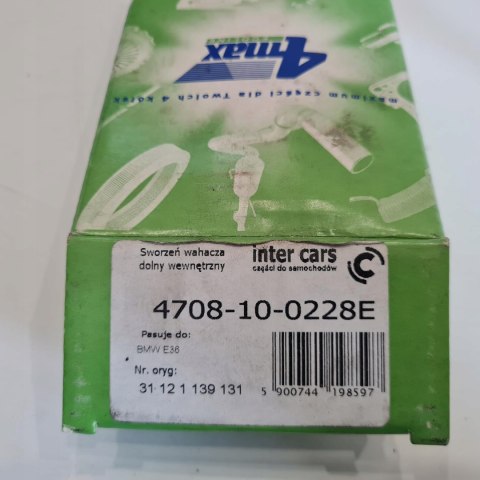 4max
maximum części dla Twoich 4 kółek
Sworzeń wahacza
dolny wewnętrzny
inter cars
części do samochodów
4708-10-0228E
Pasuje do:
BMW E36
Nr. oryg:
31 12 1 139 131
5 900744 198597